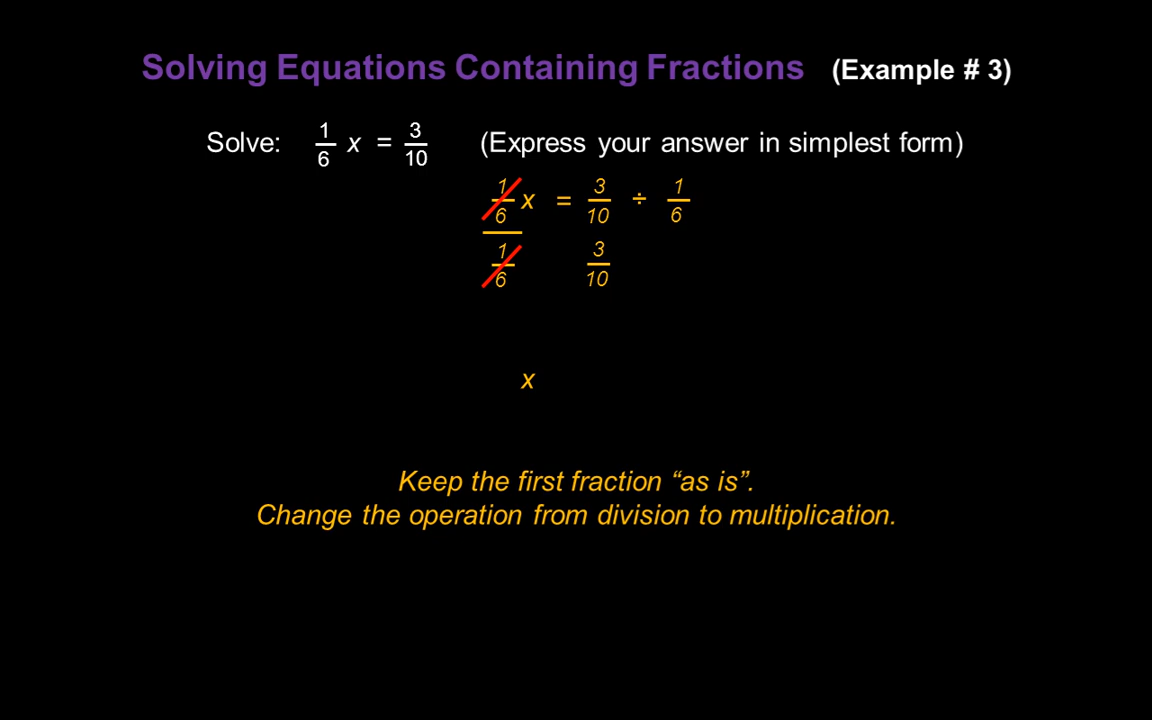 Solving Equations Containing Fractions (Example # 3)
Solve: 1/6 x = 3/10 (Express your answer in simplest form)
1/6 x = 3/10 ÷ 1/6
1/6 3/10
x
Keep the first fraction “as is”.
Change the operation from division to multiplication.